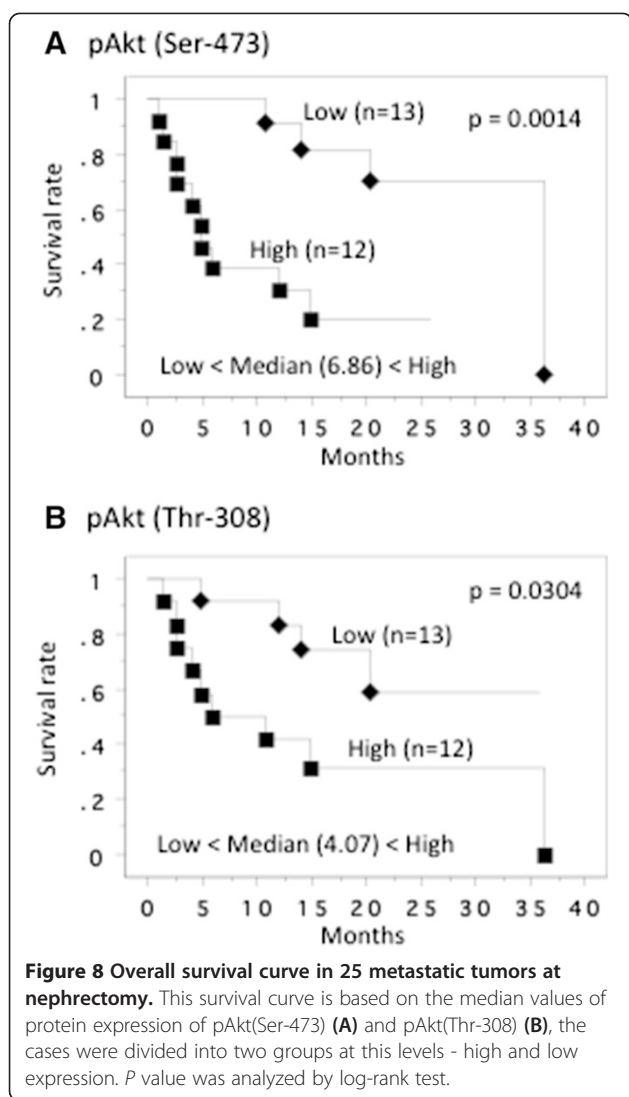 A pAkt (Ser-473)
1
.8
.6
.4
.2
0
Survival rate
Low (n=13)
p = 0.0014
High (n=12)
Low < Median (6.86) < High
0 5 10 15 20 25 30 35 40
Months
B pAkt (Thr-308)
1
.8
.6
.4
.2
0
Survival rate
p = 0.0304
Low (n=13)
High (n=12)
Low < Median (4.07) < High
0 5 10 15 20 25 30 35 40
Months
Figure 8 Overall survival curve in 25 metastatic tumors at
nephrectomy. This survival curve is based on the median values of
protein expression of pAkt(Ser-473) (A) and pAkt(Thr-308) (B), the
cases were divided into two groups at this levels - high and low
expression. P value was analyzed by log-rank test.